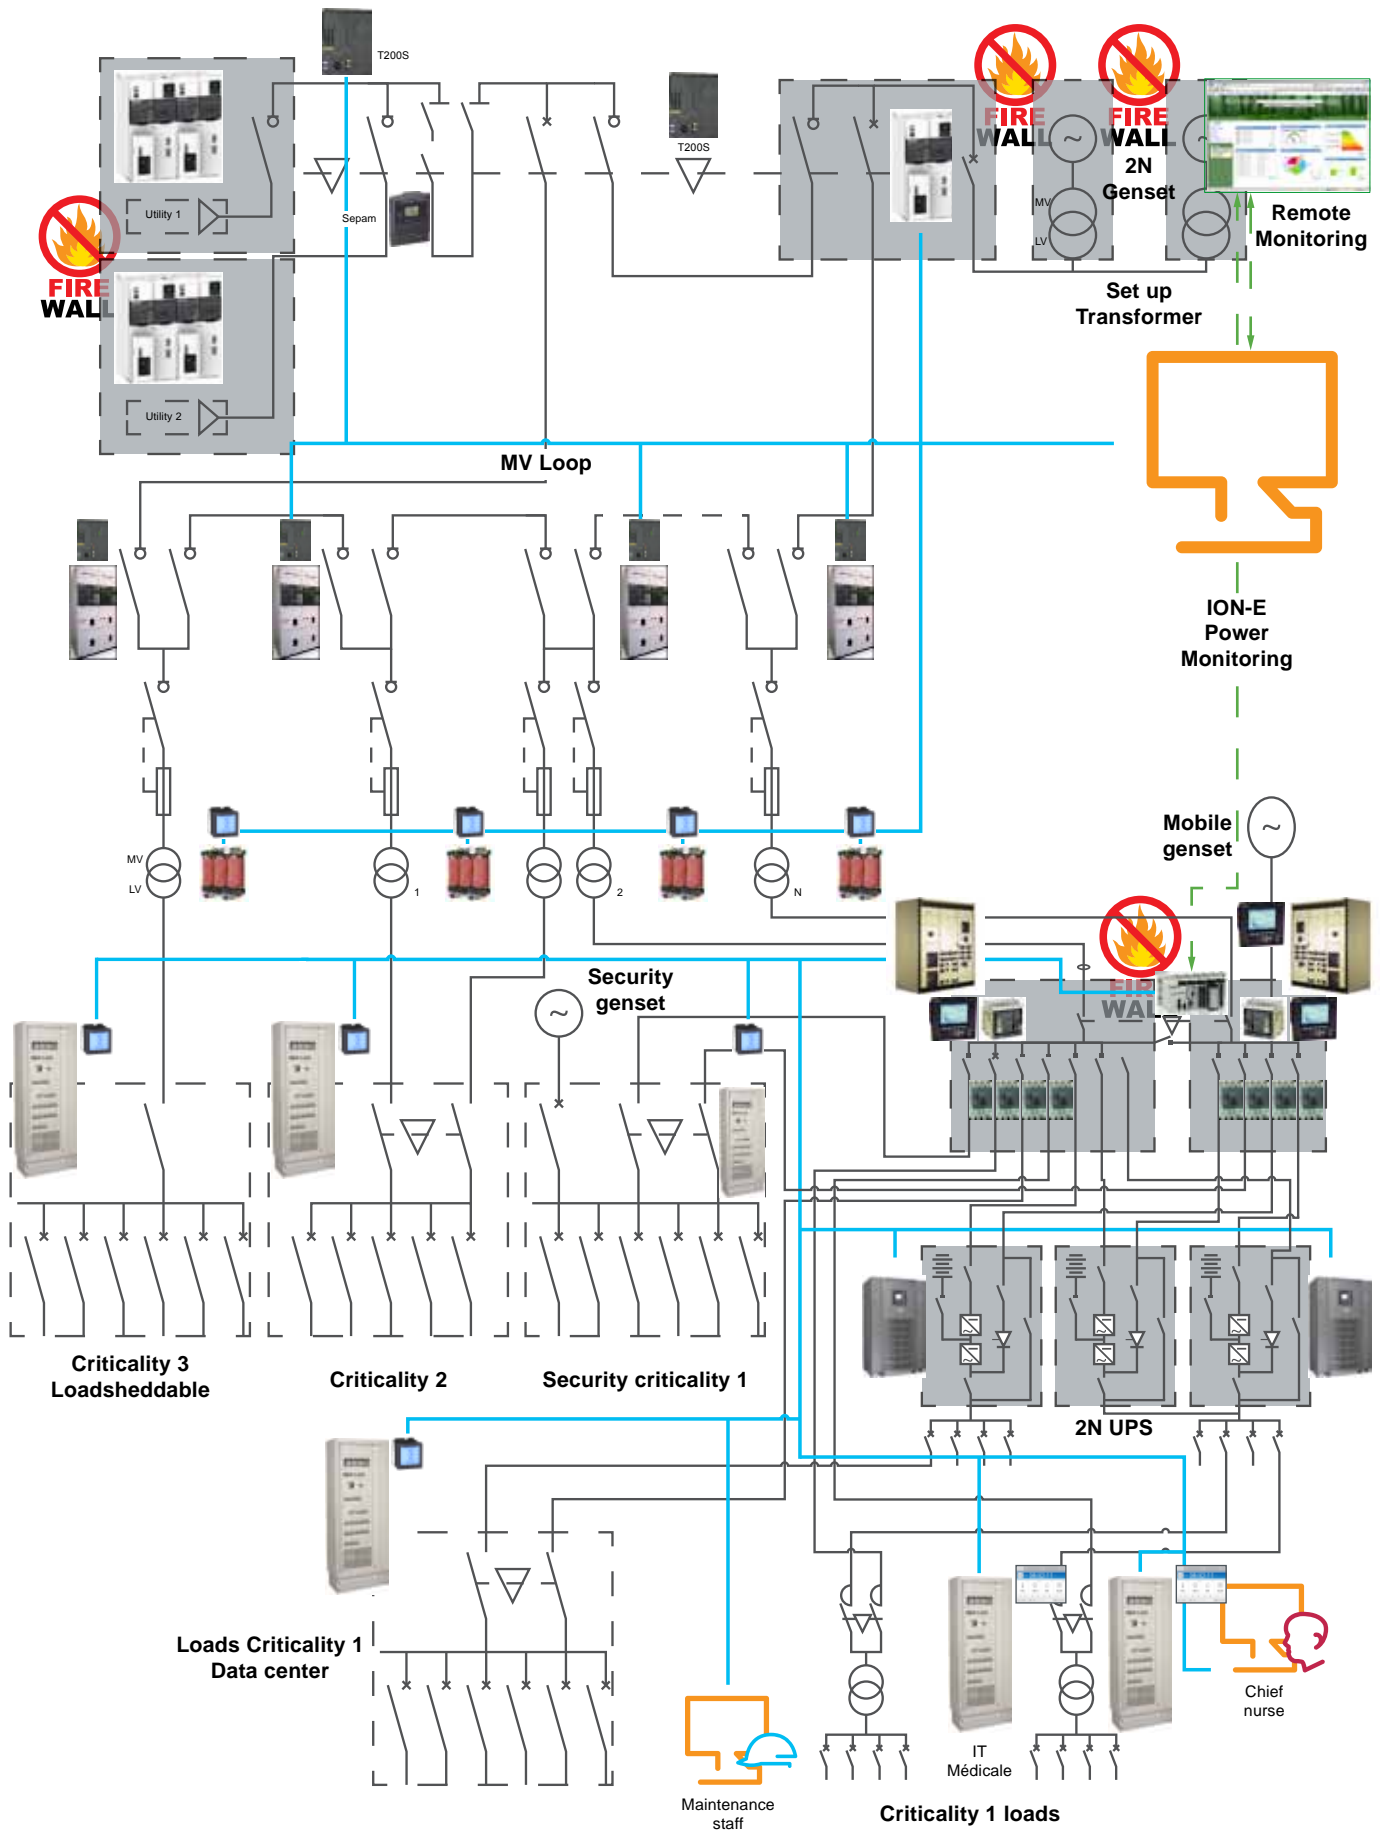 T200S
FIRE
WALL
FIRE
WALL
T200S
2N
Genset
Utility 1
Sepam
MV
LV
Remote
Monitoring
FIRE
WALL
Set up
Transformer
Utility 2
MV Loop
ION-E
Power
Monitoring
Mobile
genset
MV
LV
1
2
N
Security
genset
FIRE
WALL
Criticality 3
Loadsheddable
Criticality 2
Security criticality 1
2N UPS
Loads Criticality 1
Data center
Chief
nurse
IT
Médicale
Maintenance
staff
Criticality 1 loads